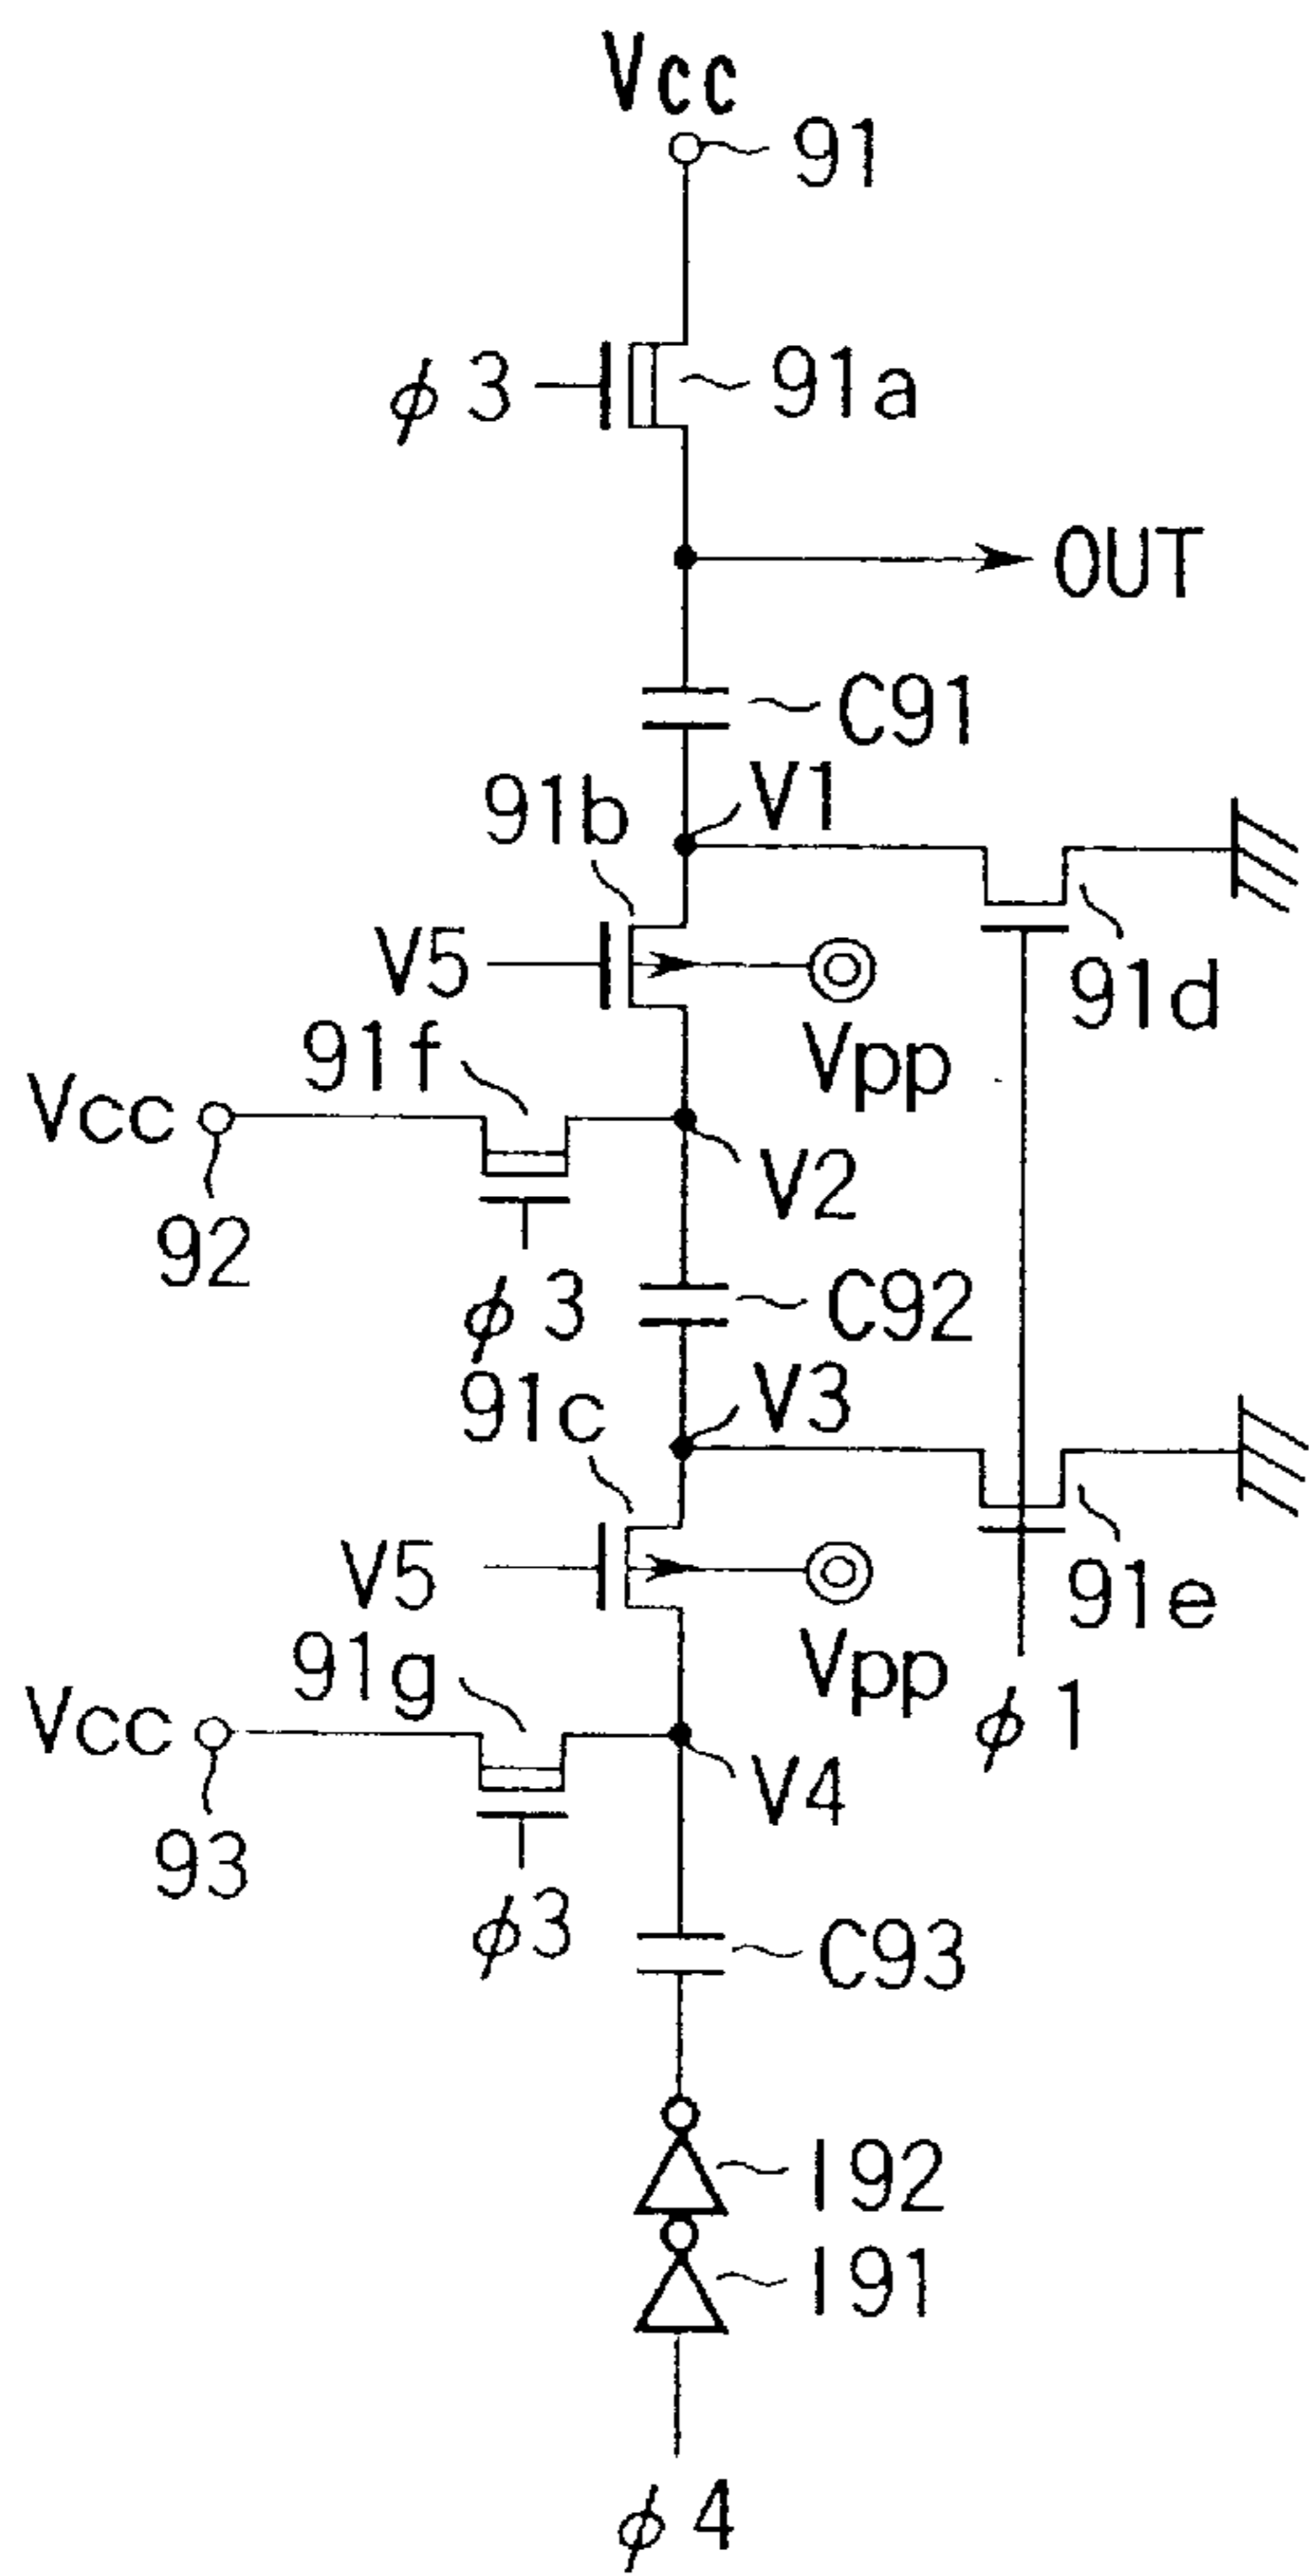 Vcc
91
ϕ3
91a
OUT
C91
V1
91b
V5
Vpp
91d
91f
Vcc
92
ϕ3
V2
C92
V3
91c
V5
Vpp
91e
ϕ1
91g
Vcc
93
ϕ3
V4
C93
I92
I91
ϕ4